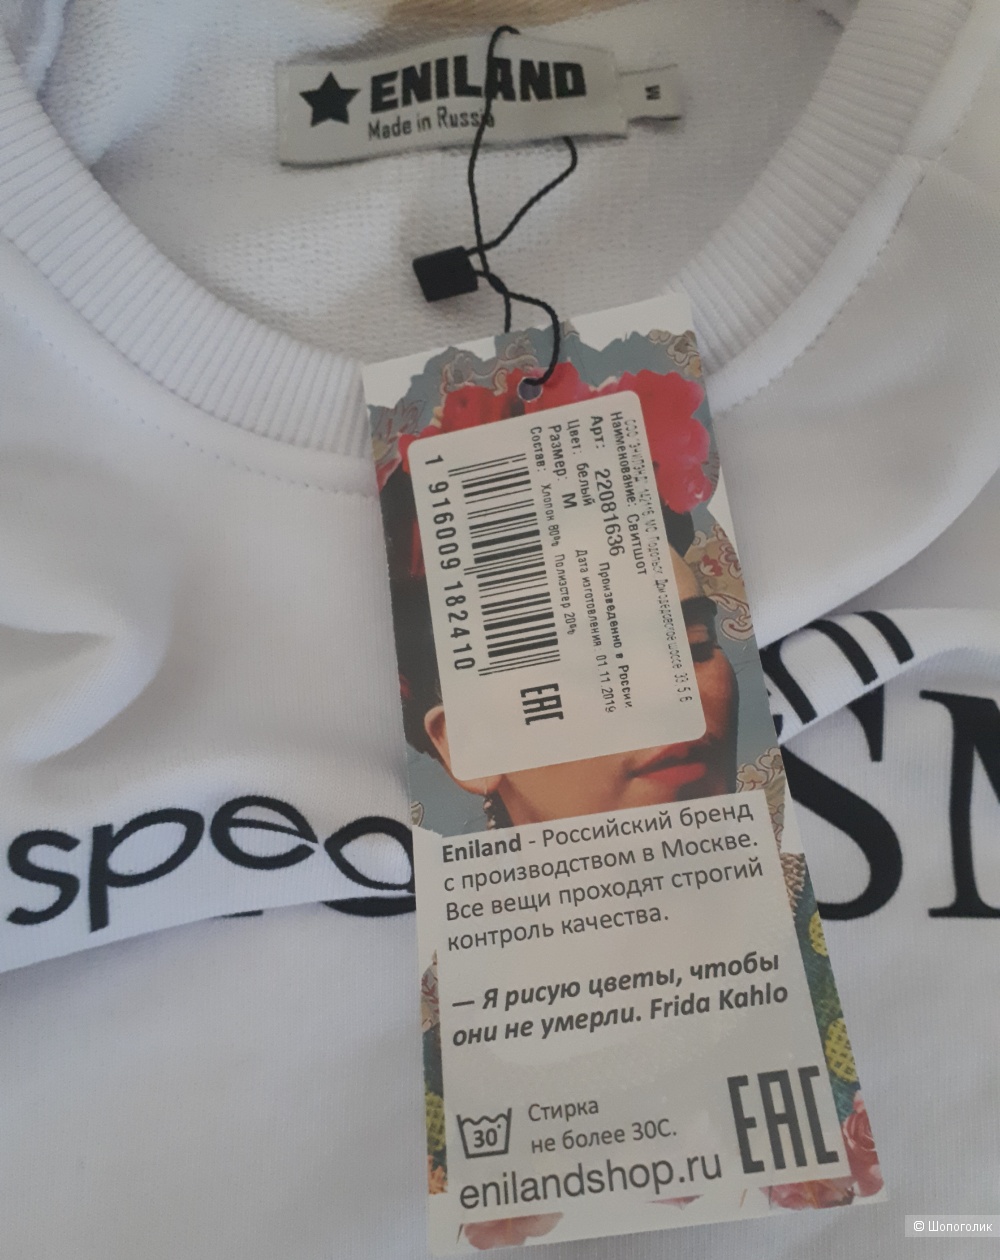 ENILAND
Made in Russia
M
Наименование: Свитшот
Арт: 22081636 Произведенно в России
Цвет: белый Дата изготовления: 01.11.2019
Размер: M
Состав: Хлопок 80% Полиэстер 20%
1 916009 182410
EAC
speo
SM
Eniland - Российский бренд
с производством в Москве.
Все вещи проходят строгий
контроль качества.
— Я рисую цветы, чтобы
они не умерли. Frida Kahlo
30°
Стирка
не более 30С.
EAC
enilandshop.ru
© Шопоголик